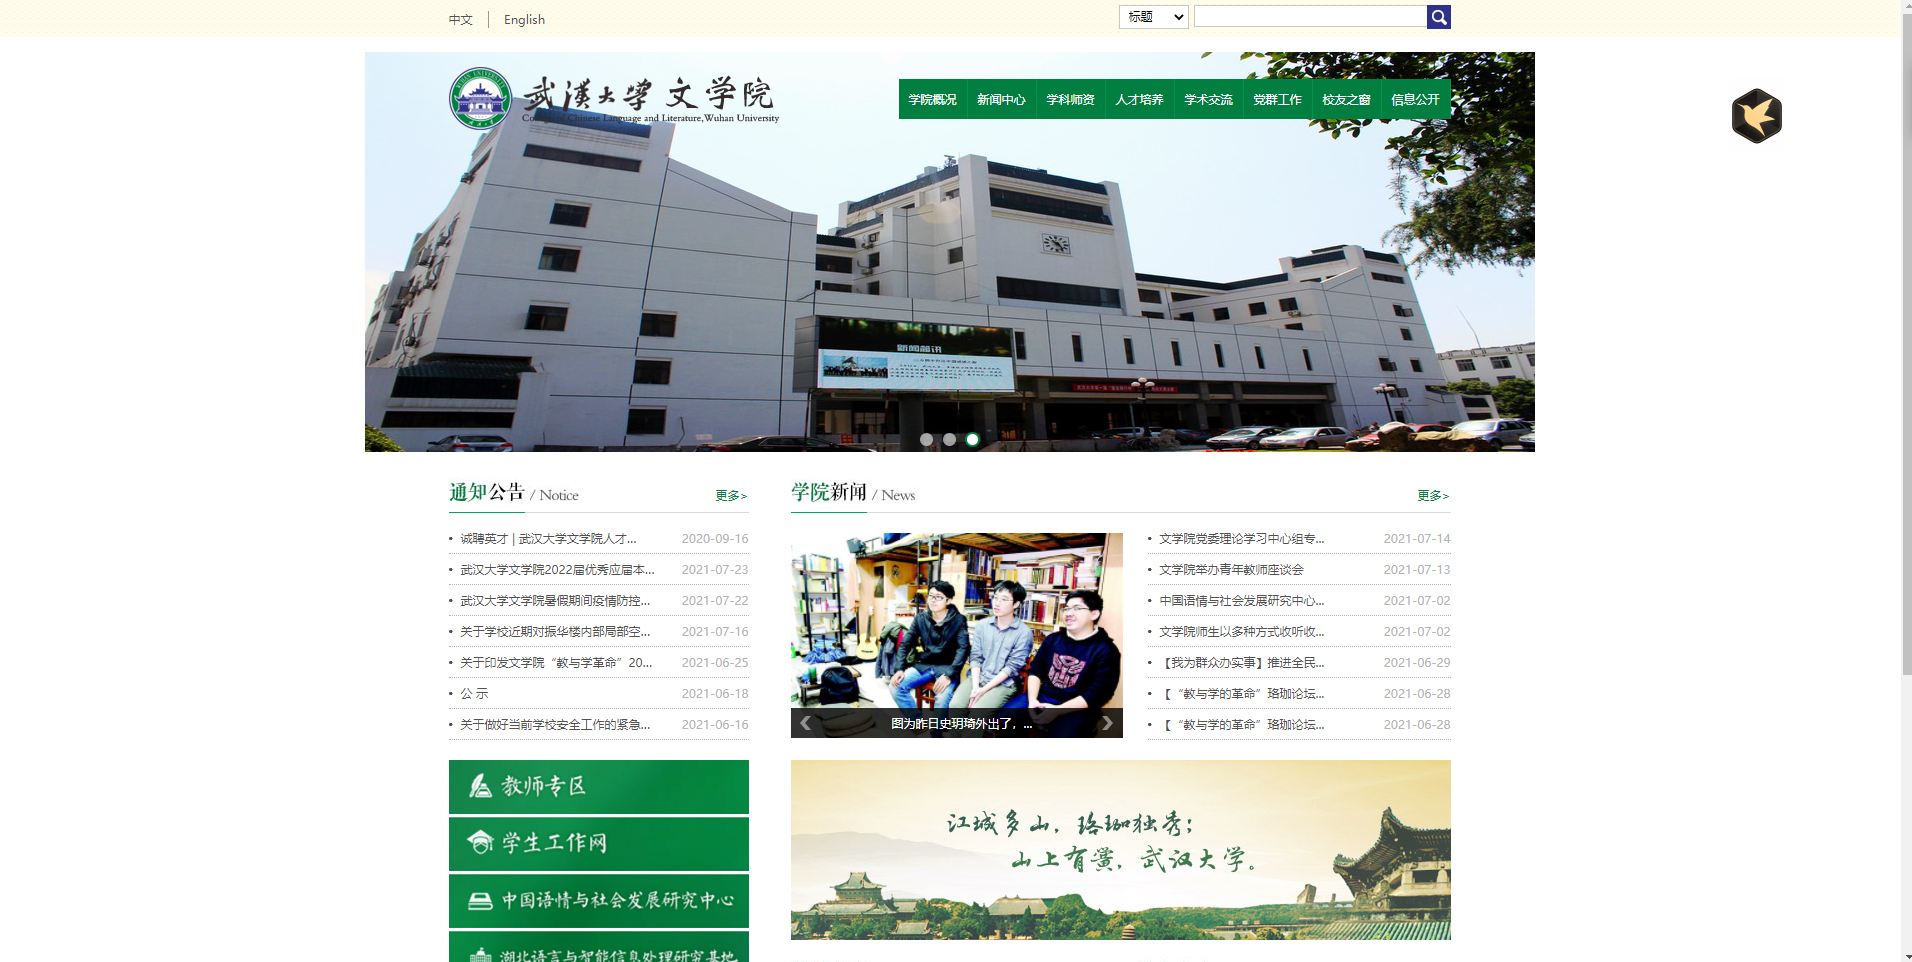 中文
English
标题
武漢大學 文学院
College of Chinese Language and Literature,Wuhan University
学院概况
新闻中心
学科师资
人才培养
学术交流
党群工作
校友之窗
信息公开
新闻简讯
通知公告 / Notice
更多>
诚聘英才 | 武汉大学文学院人才...
2020-09-16
武汉大学文学院2022届优秀应届本...
2021-07-23
武汉大学文学院暑假期间疫情防控...
2021-07-22
关于学校近期对振华楼内部局部空...
2021-07-16
关于印发文学院“教与学革命”20...
2021-06-25
公 示
2021-06-18
关于做好当前学校安全工作的紧急...
2021-06-16
学院新闻 / News
更多>
图为昨日史玥琦外出了，...
文学院党委理论学习中心组专...
2021-07-14
文学院举办青年教师座谈会
2021-07-13
中国语情与社会发展研究中心...
2021-07-02
文学院师生以多种方式收听收...
2021-07-02
【我为群众办实事】推进全民...
2021-06-29
【“教与学的革命”珞珈论坛...
2021-06-28
【“教与学的革命”珞珈论坛...
2021-06-28
教师专区
学生工作网
中国语情与社会发展研究中心
湖北语言与智能信息处理研究基地
江城多山，珞珈独秀；
山上有黉，武汉大学。